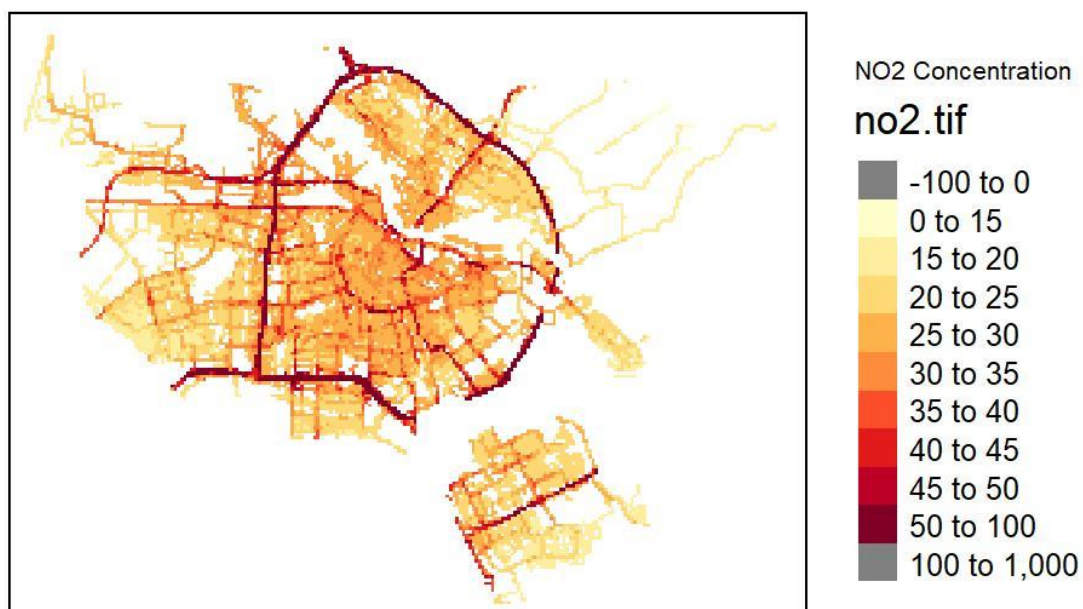 NO2 Concentration
no2.tif
-100 to 0
0 to 15
15 to 20
20 to 25
25 to 30
30 to 35
35 to 40
40 to 45
45 to 50
50 to 100
100 to 1,000